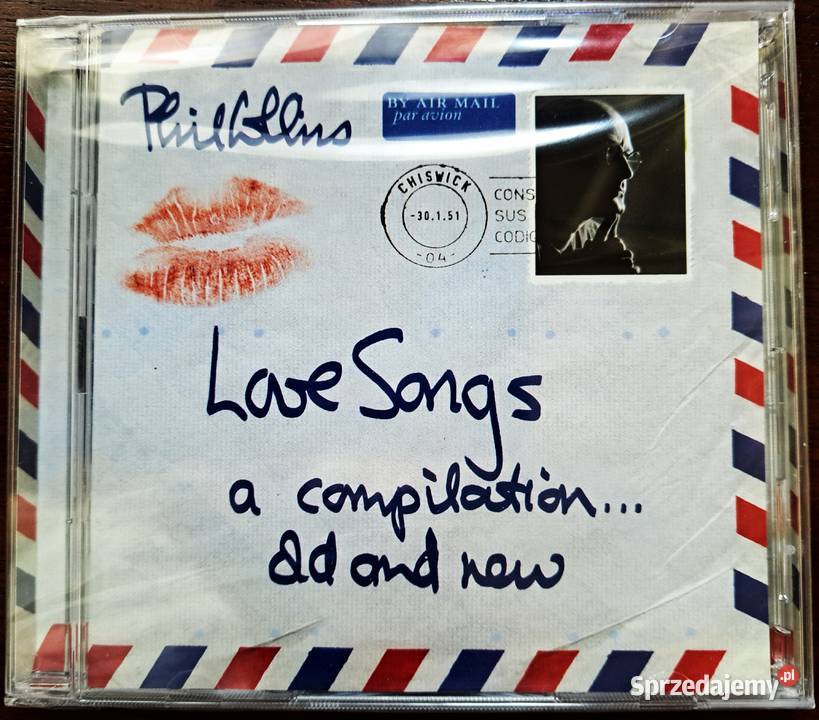 Phil Collins
BY AIR MAIL
par avion
CHISWICK
-30.1.51
-04-
CONS
SUS
CODIC
Love Songs
a compilation...
old and new
Sprzedajemy.pl